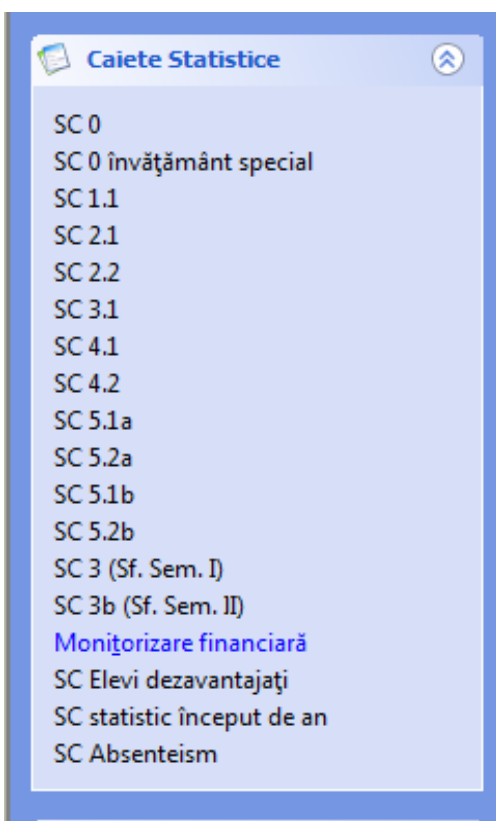 Caiete Statistice
SC 0
SC 0 învăţământ special
SC 1.1
SC 2.1
SC 2.2
SC 3.1
SC 4.1
SC 4.2
SC 5.1a
SC 5.2a
SC 5.1b
SC 5.2b
SC 3 (Sf. Sem. I)
SC 3b (Sf. Sem. II)
Monitorizare financiară
SC Elevi dezavantajaţi
SC statistic început de an
SC Absenteism